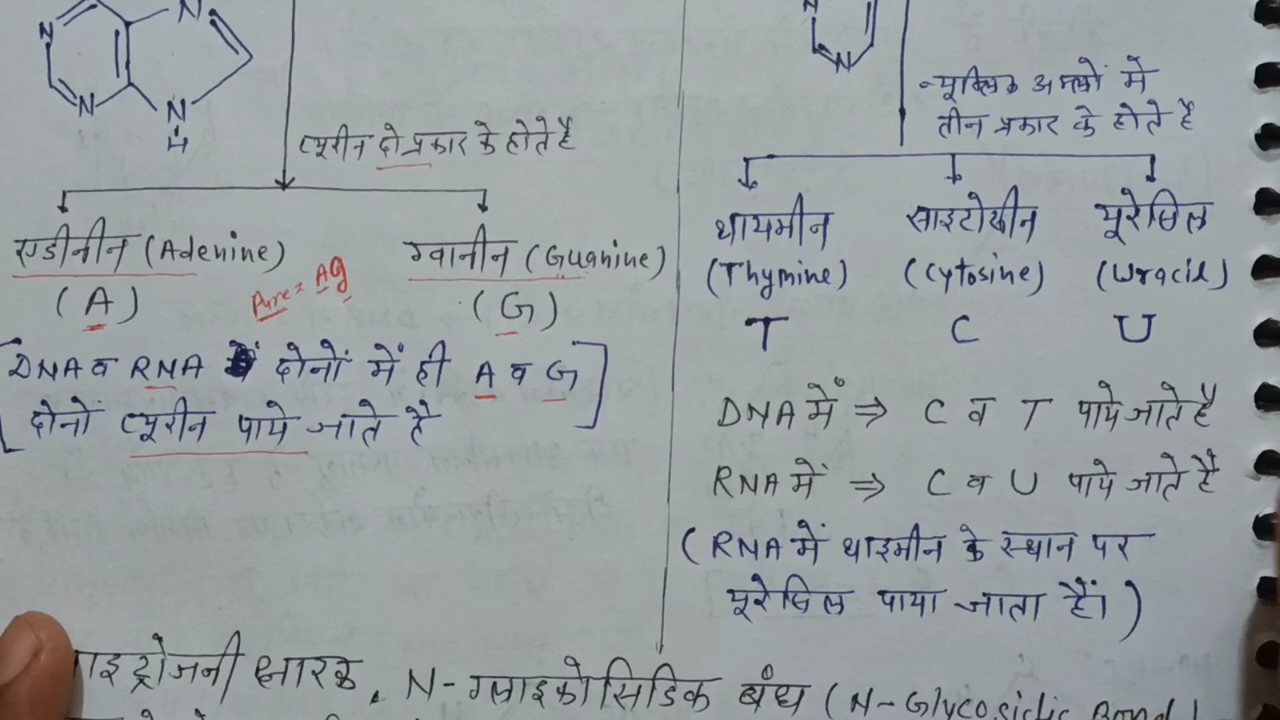 N
N
N
N
H
प्यूरीन दो प्रकार के होते है
एडीनीन (Adenine)
ग्वानीन (Guanine)
(A)
Pure = AG
(G)
[DNA व RNA में दोनों में ही A व G
दोनो प्यूरीन पाये जाते है]
N
N
न्यूक्लिक अम्लों में
तीन प्रकार के होते है
थायमीन
साइटोसीन
यूरेसिल
(Thymine)
(Cytosine)
(Uracil)
T
C
U
DNA में ⇒ C व T पाये जाते है
RNA में ⇒ C व U पाये जाते है
(RNA में थाइमीन के स्थान पर
यूरेसिल पाया जाता हैं।)
नाइट्रोजनी क्षारक, N-ग्लाइकोसिडिक बंध (N-Glycosidic Bond)